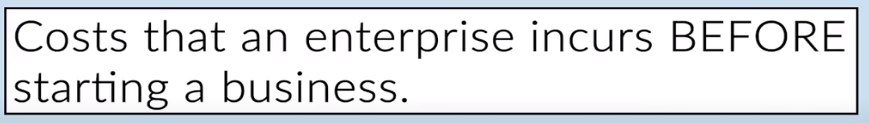 Costs that an enterprise incurs BEFORE
starting a business.